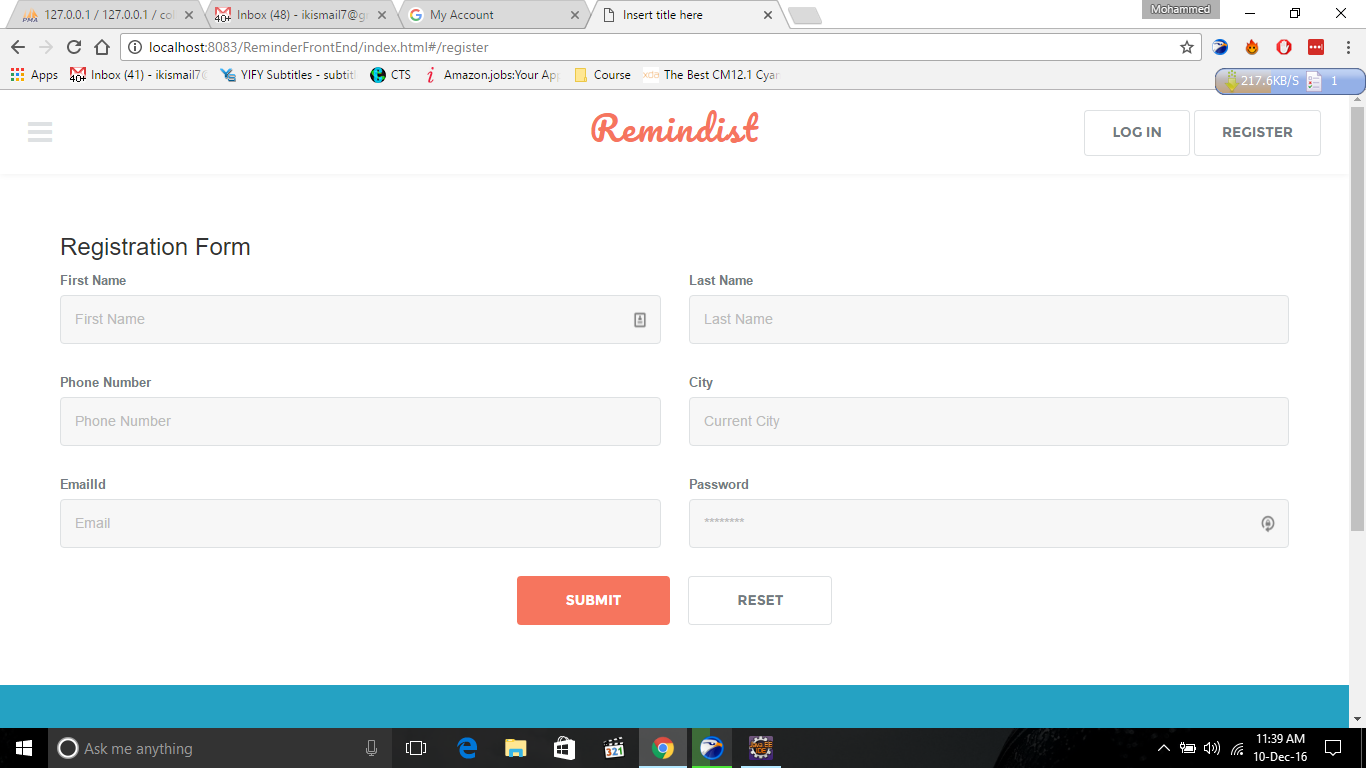 Mohammed
127.0.0.1 / 127.0.0.1 / col
Inbox (48) - ikismail7@g
My Account
Insert title here
localhost:8083/ReminderFrontEnd/index.html#/register
Apps
Inbox (41) - ikismail7@
YIFY Subtitles - subtit
CTS
Amazon.jobs:Your App
Course
The Best CM12.1 Cyan
217.6KB/S
1
Remindist
LOG IN
REGISTER
Registration Form
First Name
Last Name
First Name
Last Name
Phone Number
City
Phone Number
Current City
EmailId
Password
Email
********
SUBMIT
RESET
Ask me anything
321
11:39 AM
10-Dec-16